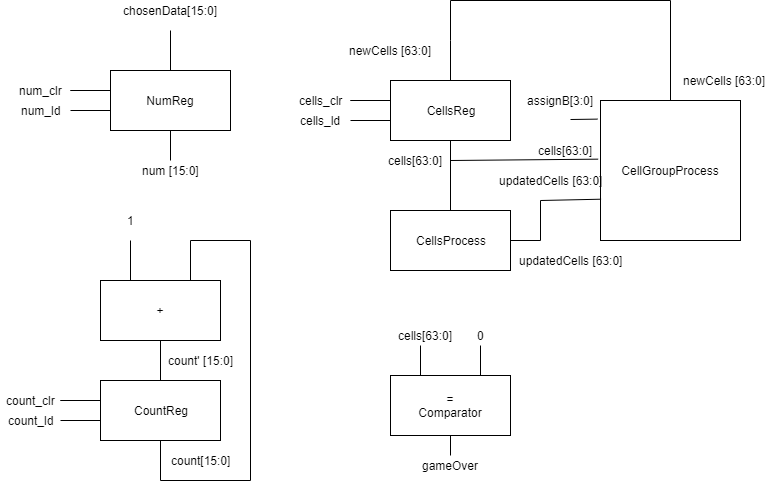 chosenData[15:0]
num_clr
num_ld
NumReg
num [15:0]
newCells [63:0]
newCells [63:0]
cells_clr
cells_ld
CellsReg
assignB[3:0]
cells[63:0]
cells[63:0]
updatedCells [63:0]
CellGroupProcess
CellsProcess
updatedCells [63:0]
1
+
count' [15:0]
count_clr
count_ld
CountReg
count[15:0]
cells[63:0]
0
=
Comparator
gameOver